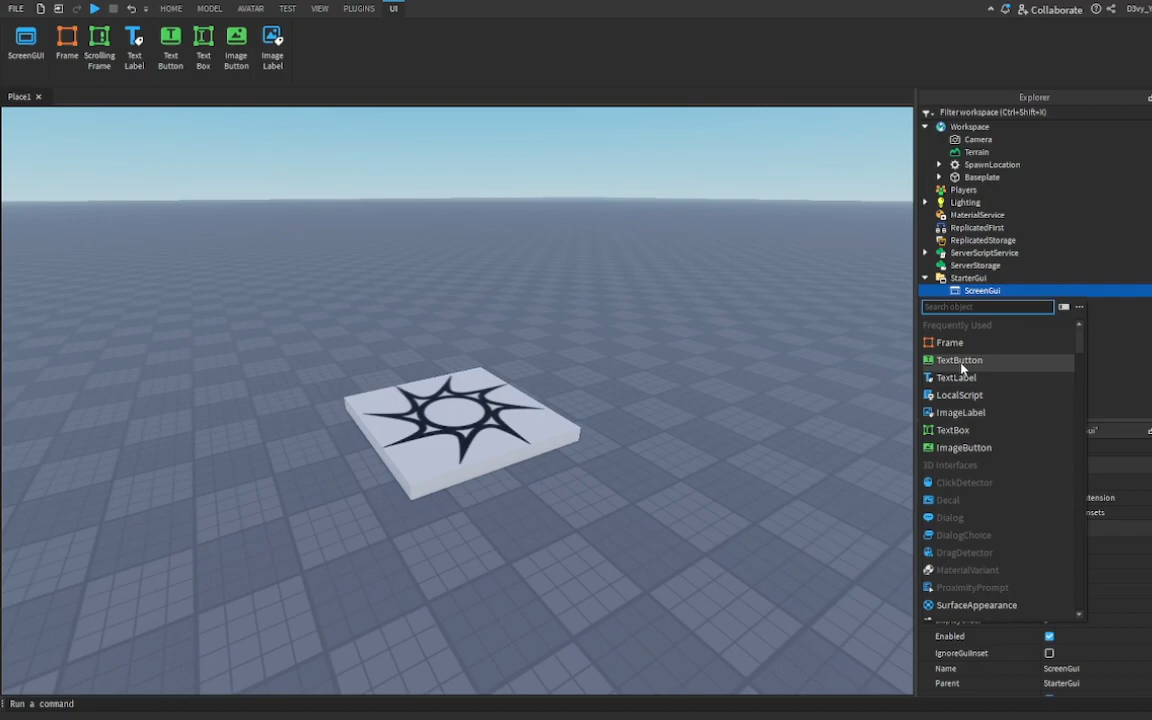 FILE HOME MODEL AVATAR TEST VIEW PLUGINS UI Collaborate D3vy_Y
ScreenGUI Frame Scrolling Frame Text Label Text Button Text Box Image Button Image Label
Place1 Explorer
Filter workspace (Ctrl+Shift+X)
Workspace
Camera
Terrain
SpawnLocation
Baseplate
Players
Lighting
MaterialService
ReplicatedFirst
ReplicatedStorage
ServerScriptService
ServerStorage
StarterGui
ScreenGui
Search object
Frequently Used
Frame
TextButton
TextLabel
LocalScript
ImageLabel
TextBox
ImageButton
3D Interfaces
ClickDetector
Decal
Dialog
DialogChoice
DragDetector
MaterialVariant
ProximityPrompt
SurfaceAppearance
Enabled
IgnoreGuiInset
Name ScreenGui
Parent StarterGui
Run a command